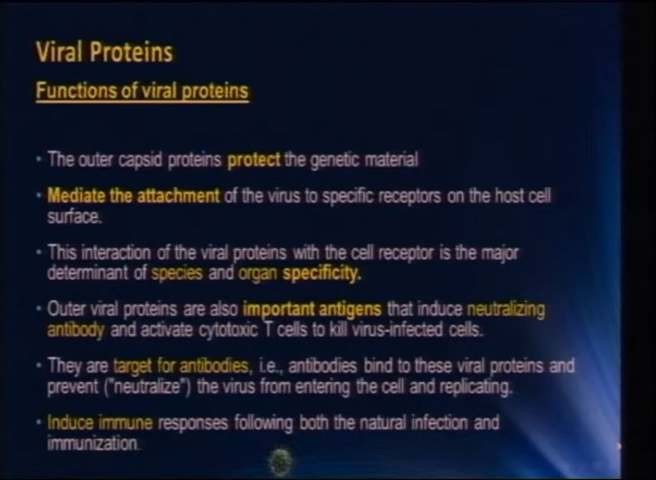 Viral Proteins
Functions of viral proteins
• The outer capsid proteins protect the genetic material
• Mediate the attachment of the virus to specific receptors on the host cell
surface.
• This interaction of the viral proteins with the cell receptor is the major
determinant of species and organ specificity.
• Outer viral proteins are also important antigens that induce neutralizing
antibody and activate cytotoxic T cells to kill virus-infected cells.
• They are target for antibodies, i.e., antibodies bind to these viral proteins and
prevent ("neutralize") the virus from entering the cell and replicating.
• Induce immune responses following both the natural infection and
immunization.